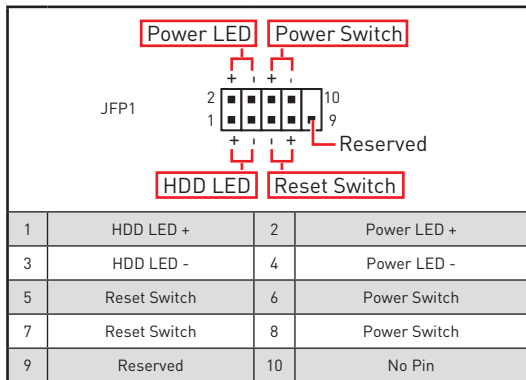 Power LED Power Switch
+ - + -
JFP1
2 10
1 9
+ - - +
Reserved
HDD LED Reset Switch
1 HDD LED + 2 Power LED +
3 HDD LED - 4 Power LED -
5 Reset Switch 6 Power Switch
7 Reset Switch 8 Power Switch
9 Reserved 10 No Pin